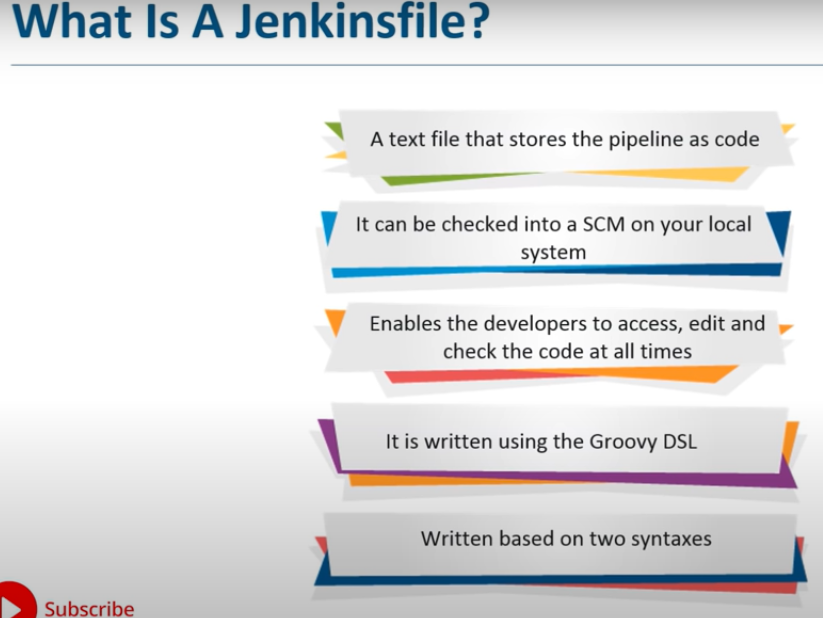 What Is A Jenkinsfile?
A text file that stores the pipeline as code
It can be checked into a SCM on your local
system
Enables the developers to access, edit and
check the code at all times
It is written using the Groovy DSL
Written based on two syntaxes
Subscribe